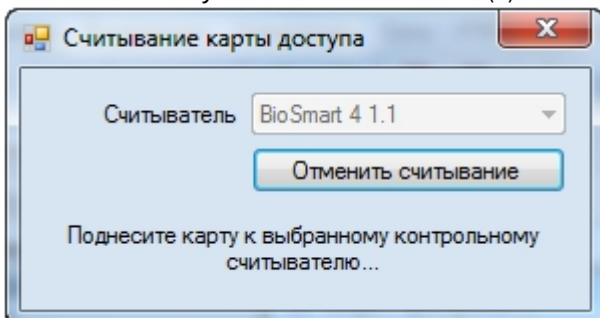 Считывание карты доступа
Считыватель BioSmart 4 1.1
Отменить считывание
Поднесите карту к выбранному контрольному
считывателю...